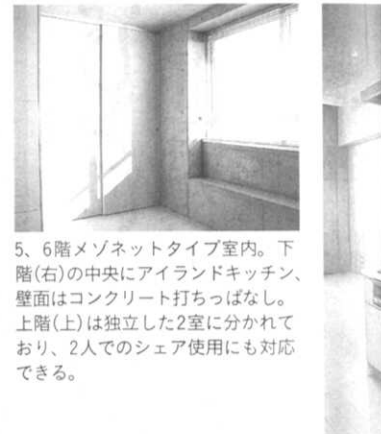 5、6階メゾネットタイプ室内。下
階(右)の中央にアイランドキッチン、
壁面はコンクリート打ちっぱなし。
上階(上)は独立した2室に分かれて
おり、2人でのシェア使用にも対応
できる。